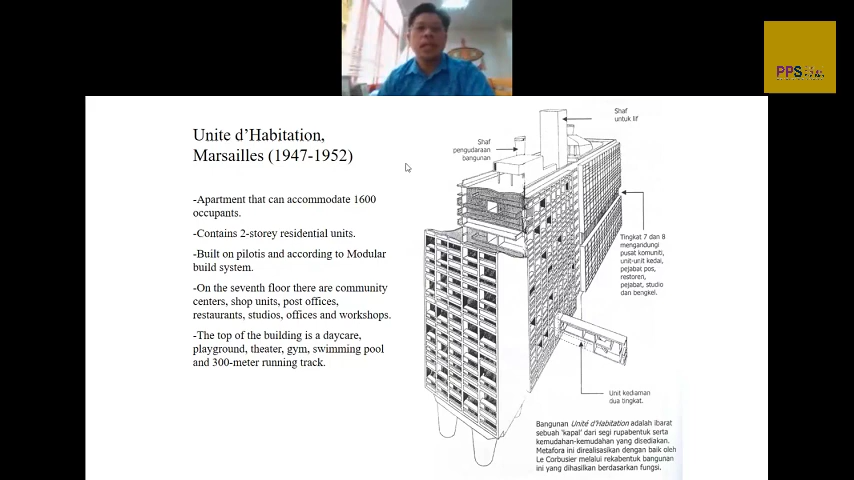 PPS
Unite d'Habitation,
Marsailles (1947-1952)
-Apartment that can accommodate 1600
occupants.
-Contains 2-storey residential units.
-Built on pilotis and according to Modular
build system.
-On the seventh floor there are community
centers, shop units, post offices,
restaurants, studios, offices and workshops.
-The top of the building is a daycare,
playground, theater, gym, swimming pool
and 300-meter running track.
Shaf
untuk lif
Shaf
pengudaraan
bangunan
Tingkat 7 dan 8
mengandungi
pusat komuniti,
unit-unit kedai,
pejabat pos,
restoren,
pejabat, studio
dan bengkel.
Unit kediaman
dua tingkat.
Bangunan Unité d'Habitation adalah ibarat
sebuah 'kapal' dari segi rupabentuk serta
kemudahan-kemudahan yang disediakan.
Metafora ini direalisasikan dengan baik oleh
Le Corbusier melalui rekabentuk bangunan
ini yang dihasilkan berdasarkan fungsi.